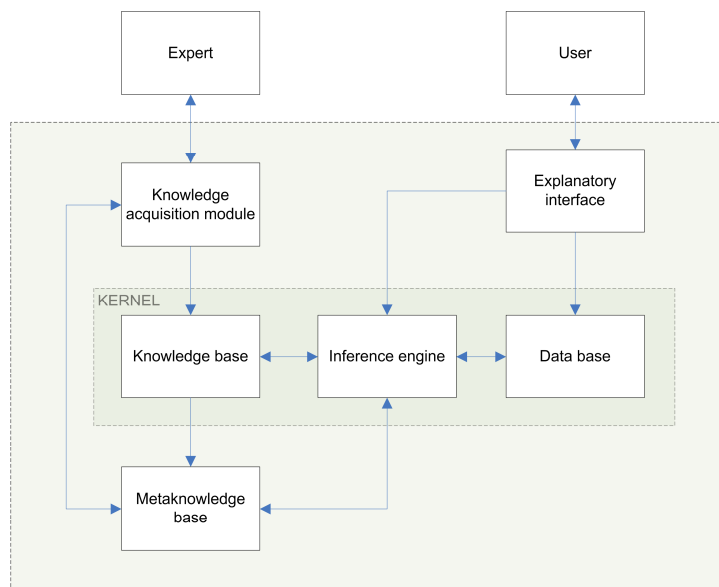 Expert
User
Knowledge
acquisition module
Explanatory
interface
KERNEL
Knowledge base
Inference engine
Data base
Metaknowledge
base